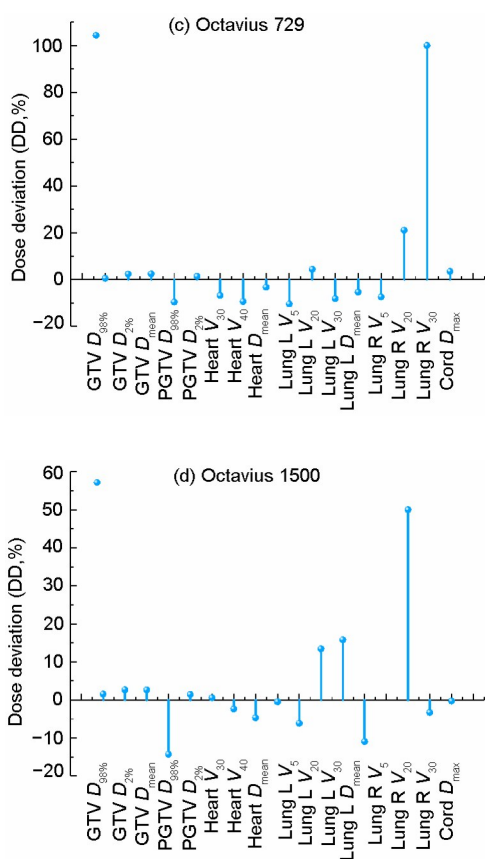 (c) Octavius 729
Dose deviation (DD,%)
100
80
60
40
20
0
−20
GTV D98%
GTV D2%
GTV Dmean
PGTV D98%
PGTV D2%
Heart V30
Heart V40
Heart Dmean
Lung L V5
Lung L V20
Lung L V30
Lung L Dmean
Lung R V5
Lung R V20
Lung R V30
Cord Dmax
(d) Octavius 1500
Dose deviation (DD,%)
60
50
40
30
20
10
0
−10
−20
GTV D98%
GTV D2%
GTV Dmean
PGTV D98%
PGTV D2%
Heart V30
Heart V40
Heart Dmean
Lung L V5
Lung L V20
Lung L V30
Lung L Dmean
Lung R V5
Lung R V20
Lung R V30
Cord Dmax